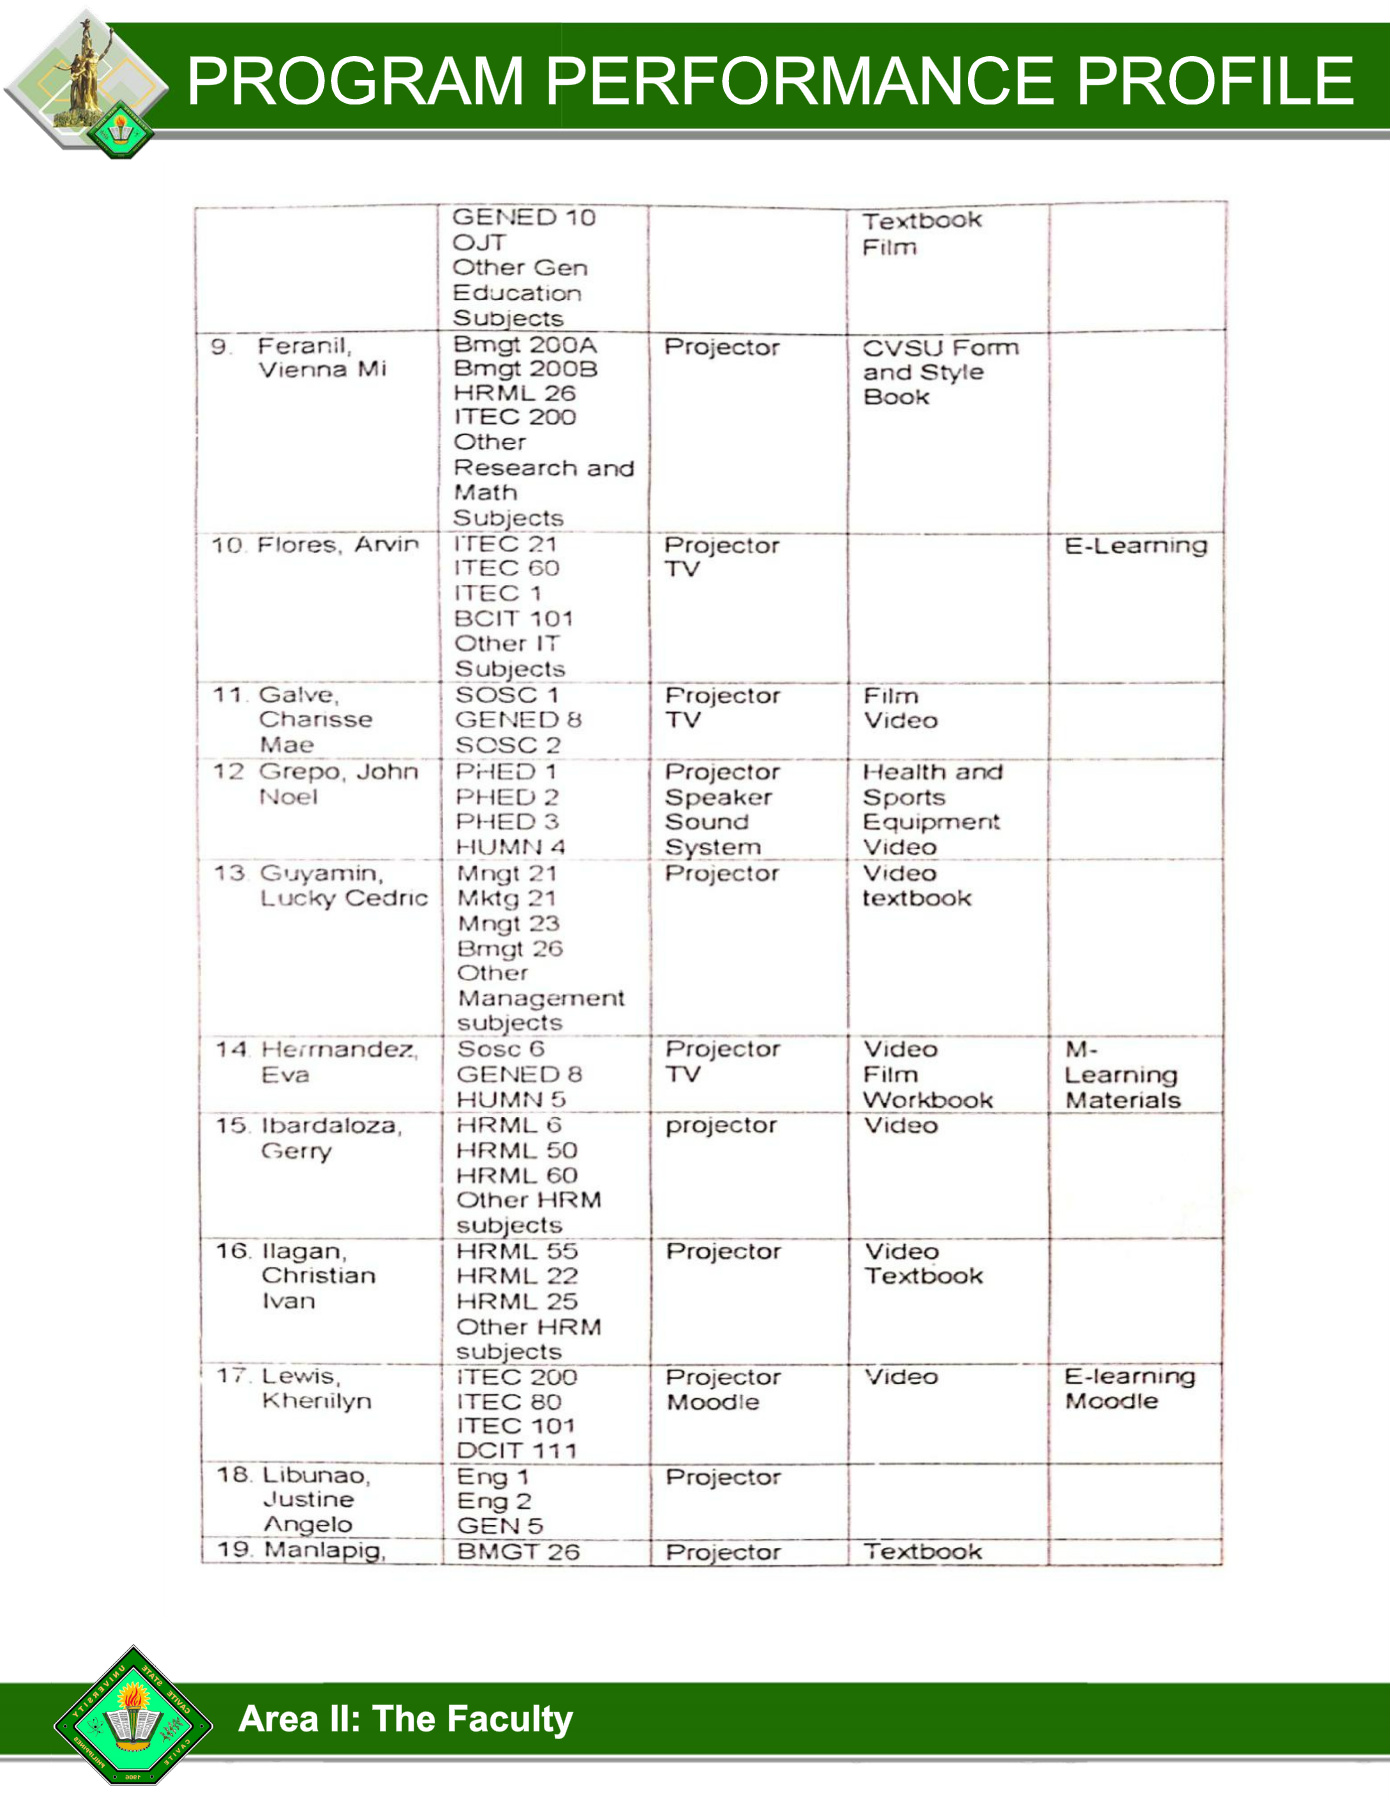 PROGRAM PERFORMANCE PROFILE
GENED 10
OJT
Other Gen
Education
Subjects
Textbook
Film
9. Feranil,
Vienna Mi
Bmgt 200A
Bmgt 200B
HRML 26
ITEC 200
Other
Research and
Math
Subjects
Projector
CVSU Form
and Style
Book
10. Flores, Arvin
ITEC 21
ITEC 60
ITEC 1
BCIT 101
Other IT
Subjects
Projector
TV
E-Learning
11. Galve,
Charisse
Mae
SOSC 1
GENED 8
SOSC 2
Projector
TV
Film
Video
12 Grepo, John
Noel
PHED 1
PHED 2
PHED 3
HUMN 4
Projector
Speaker
Sound
System
Health and
Sports
Equipment
Video
13. Guyamin,
Lucky Cedric
Mngt 21
Mktg 21
Mngt 23
Bmgt 26
Other
Management
subjects
Projector
Video
textbook
14. Herrnandez,
Eva
Sosc 6
GENED 8
HUMN 5
Projector
TV
Video
Film
Workbook
M-
Learning
Materials
15. Ibardaloza,
Gerry
HRML 6
HRML 50
HRML 60
Other HRM
subjects
projector
Video
16. Ilagan,
Christian
Ivan
HRML 55
HRML 22
HRML 25
Other HRM
subjects
Projector
Video
Textbook
17. Lewis,
Khenilyn
ITEC 200
ITEC 80
ITEC 101
DCIT 111
Projector
Moodle
Video
E-learning
Moodle
18. Libunao,
Justine
Angelo
Eng 1
Eng 2
GEN 5
Projector
19. Manlapig,
BMGT 26
Projector
Textbook
CAVITE STATE UNIVERSITY
CAVITE
PHILIPPINES
1906
Area II: The Faculty